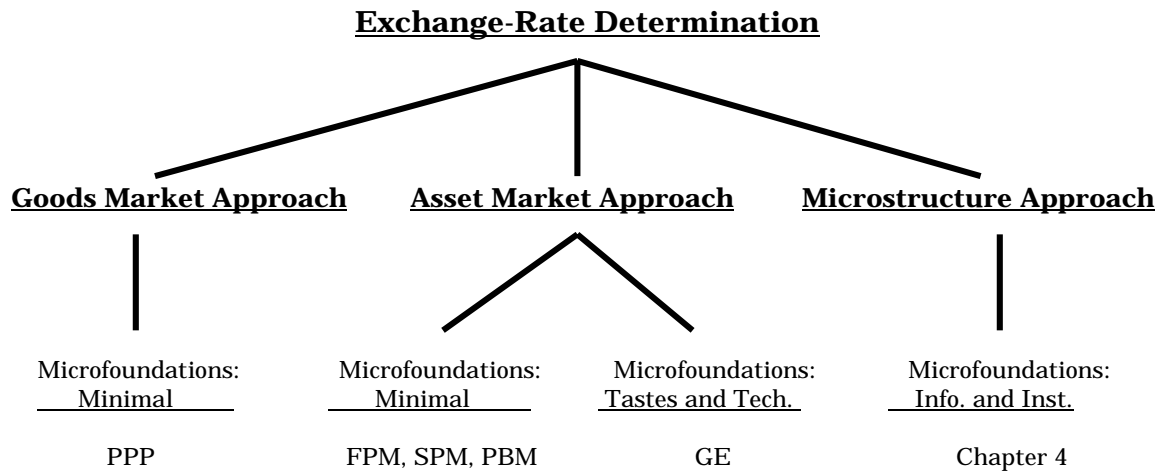 Exchange-Rate Determination
Goods Market Approach
Asset Market Approach
Microstructure Approach
Microfoundations:
Minimal
PPP
Microfoundations:
Minimal
FPM, SPM, PBM
Microfoundations:
Tastes and Tech.
GE
Microfoundations:
Info. and Inst.
Chapter 4